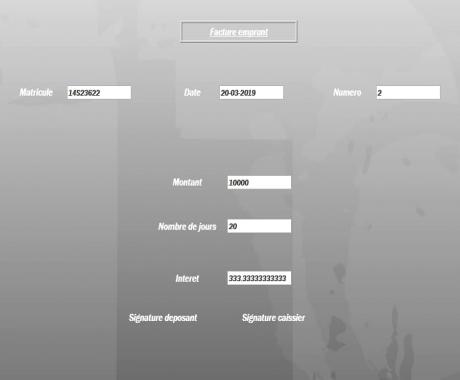 Facture emprunt
Matricule 14523622 Date 20-03-2019 Numero 2
Montant 10000
Nombre de jours 20
Interet 333.33333333333
Signature deposant Signature caissier